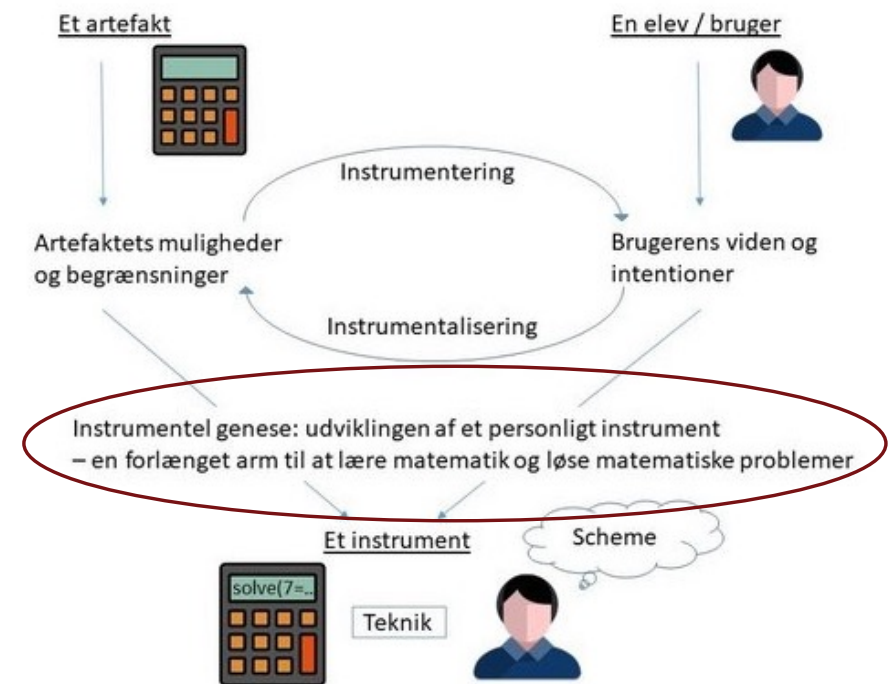 Et artefakt
En elev / bruger
Instrumentering
Artefaktets muligheder
og begrænsninger
Brugerens viden og
intentioner
Instrumentalisering
Instrumentel genese: udviklingen af et personligt instrument
– en forlænget arm til at lære matematik og løse matematiske problemer
Et instrument
Scheme
solve(7=..
Teknik